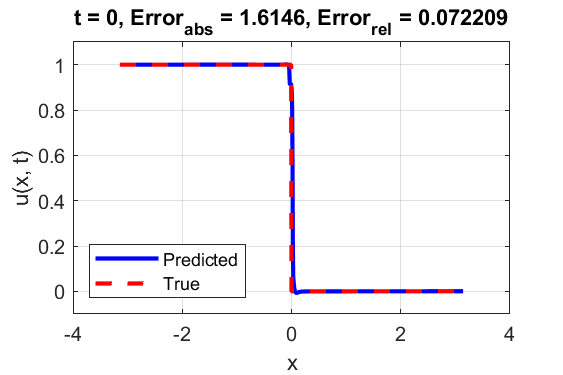 t = 0, Error_abs = 1.6146, Error_rel = 0.072209
1
0.8
0.6
0.4
0.2
0
u(x, t)
Predicted
True
-4 -2 0 2 4
x